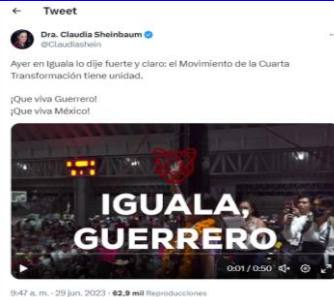 Tweet
Dra. Claudia Sheinbaum
@Claudiashein
Ayer en Iguala lo dije fuerte y claro: el Movimiento de la Cuarta
Transformación tiene unidad.
¡Que viva Guerrero!
¡Que viva México!
IGUALA,
GUERRERO
0:01 / 0:50
9:47 a. m. · 29 jun. 2023 · 62,9 mil Reproducciones